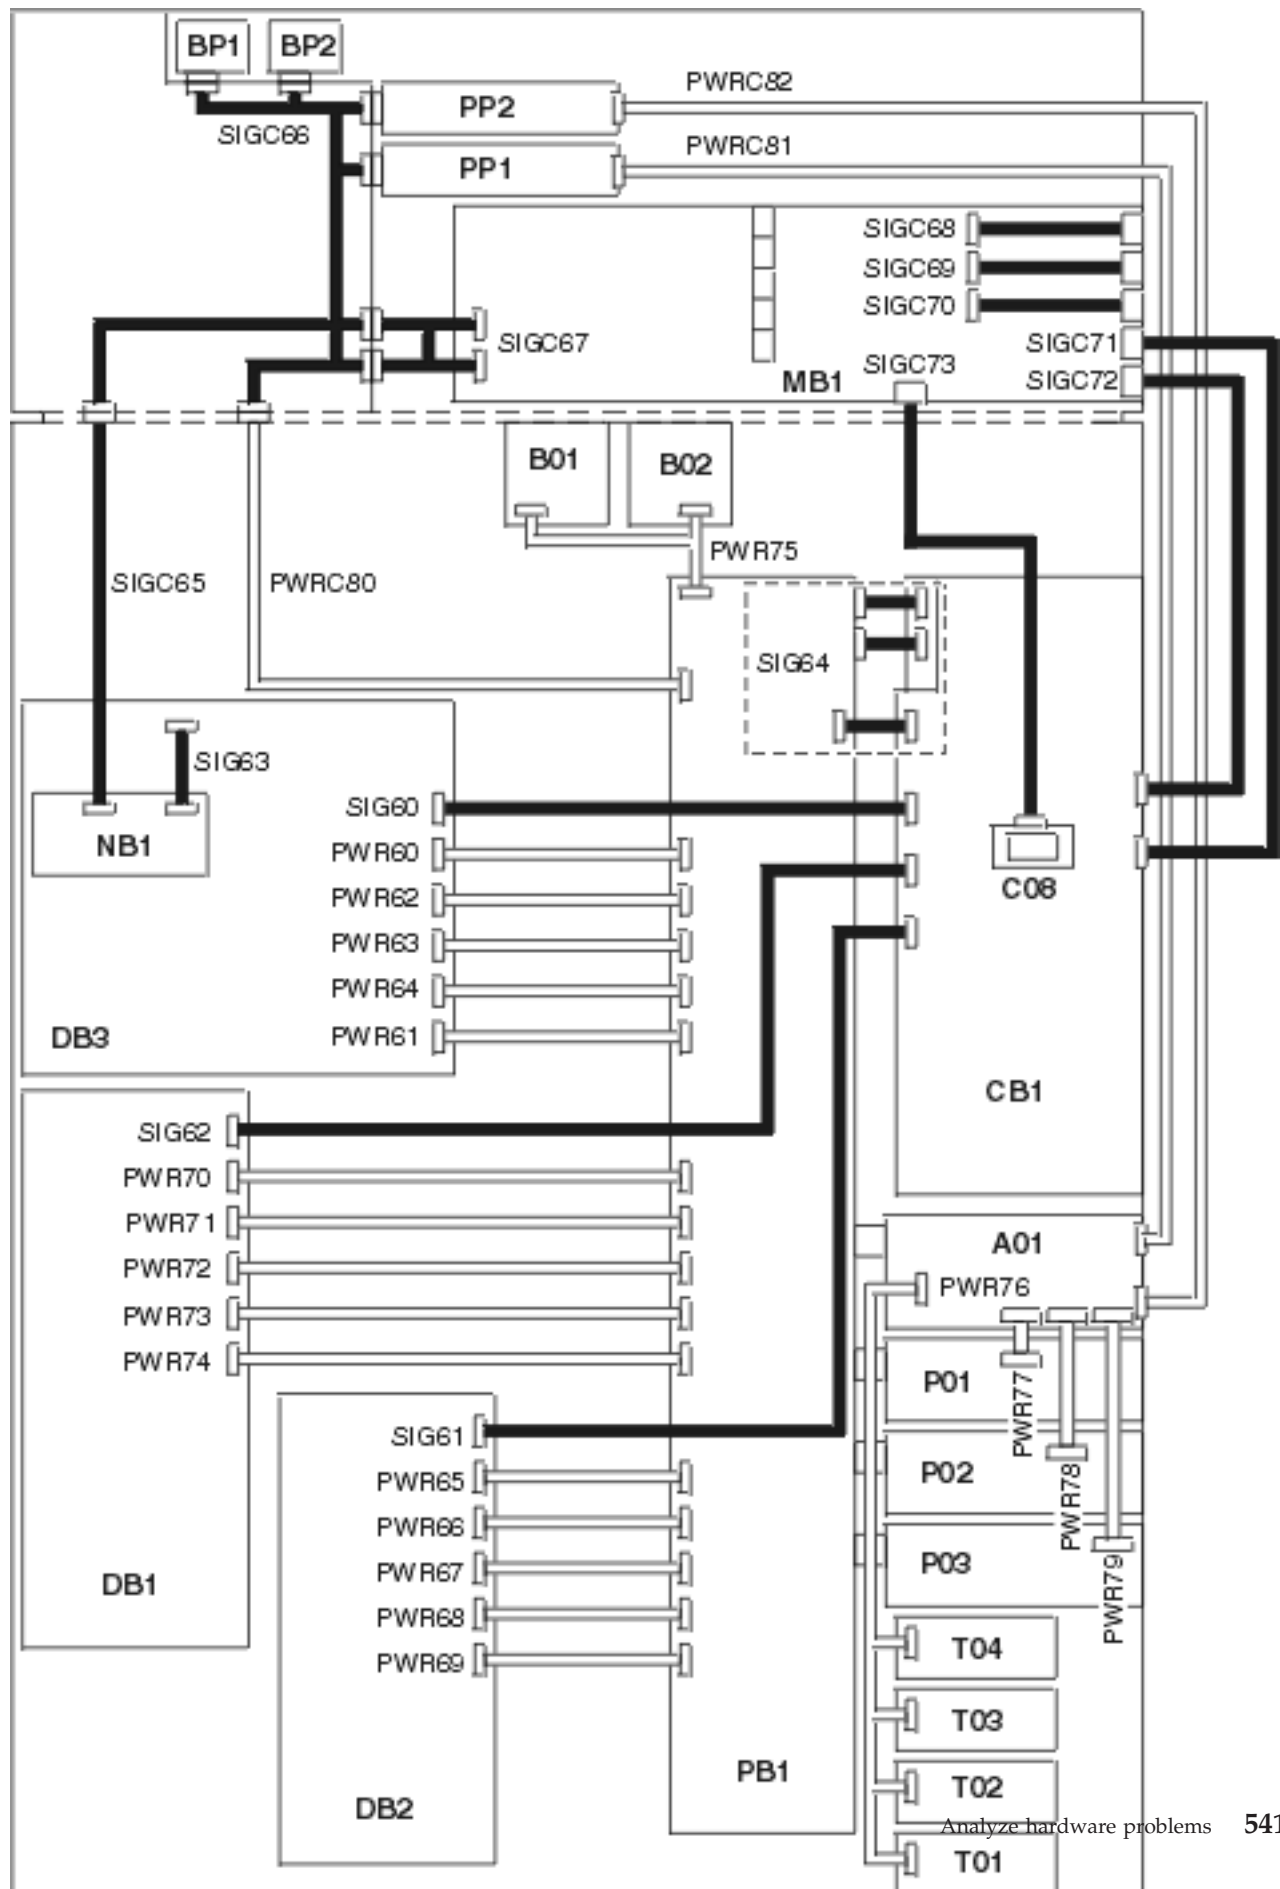 BP1 BP2
PWRC82
PP2
SIGC66
PWRC81
PP1
SIGC68
SIGC69
SIGC70
SIGC67
SIGC71
SIGC73
MB1
SIGC72
B01
B02
PWR75
SIGC65
PWRC80
SIG64
SIG63
SIG60
NB1
PWR60
C08
PWR62
PWR63
PWR64
DB3
PWR61
CB1
SIG62
PWR70
PWR71
A01
PWR72
PWR76
PWR73
PWR74
P01
PWR77
SIG61
PWR65
P02
PWR78
PWR66
PWR67
P03
PWR79
DB1
PWR68
T04
PWR69
T03
PB1
T02
DB2
Analyze hardware problems 541
T01